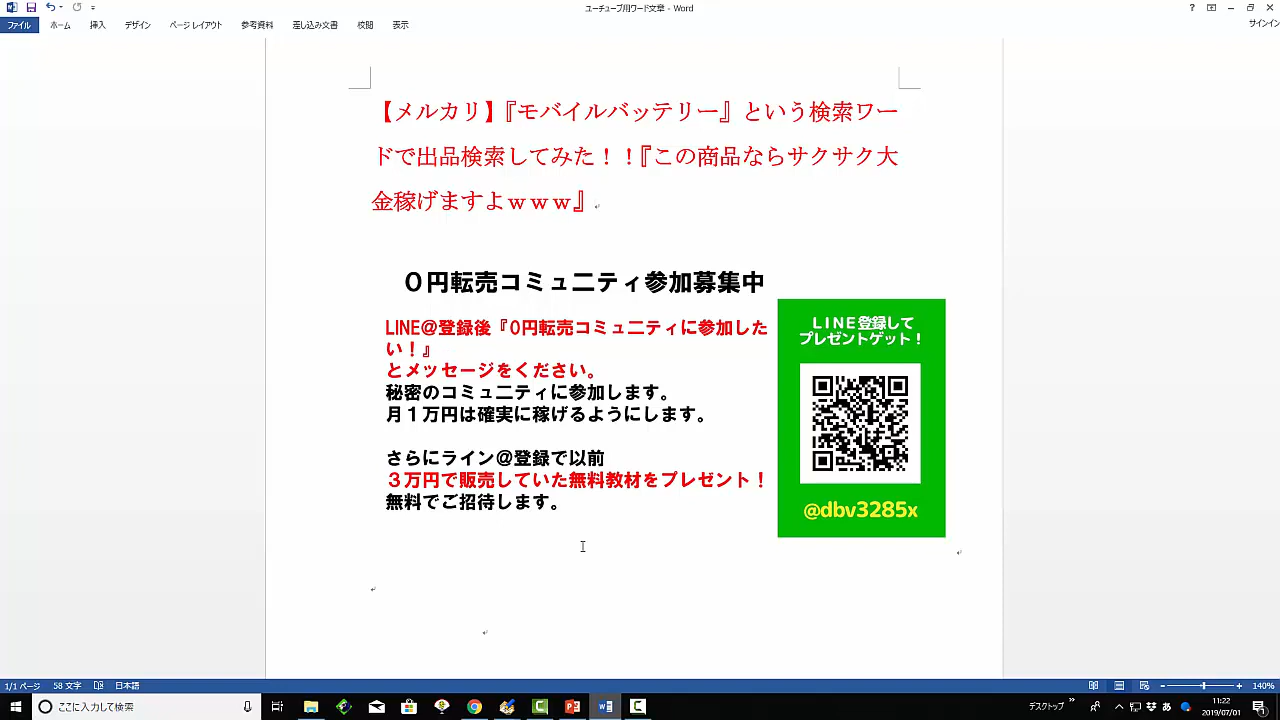 ユーチューブ用ワード文章 - Word
サインイン
ファイル ホーム 挿入 デザイン ページ レイアウト 参考資料 差し込み文書 校閲 表示
【メルカリ】『モバイルバッテリー』という検索ワー
ドで出品検索してみた！！『この商品ならサクサク大
金稼げますよｗｗｗ』
０円転売コミュニティ参加募集中
LINE@登録後『0円転売コミュニティに参加した
い！』
とメッセージをください。
秘密のコミュニティに参加します。
月１万円は確実に稼げるようにします。
さらにライン@登録で以前
３万円で販売していた無料教材をプレゼント！
無料でご招待します。
ＬＩＮＥ登録して
プレゼントゲット！
@dbv3285x
1/1 ページ 58 文字 日本語
140%
ここに入力して検索
デスクトップ
あ
11:22
2019/07/01